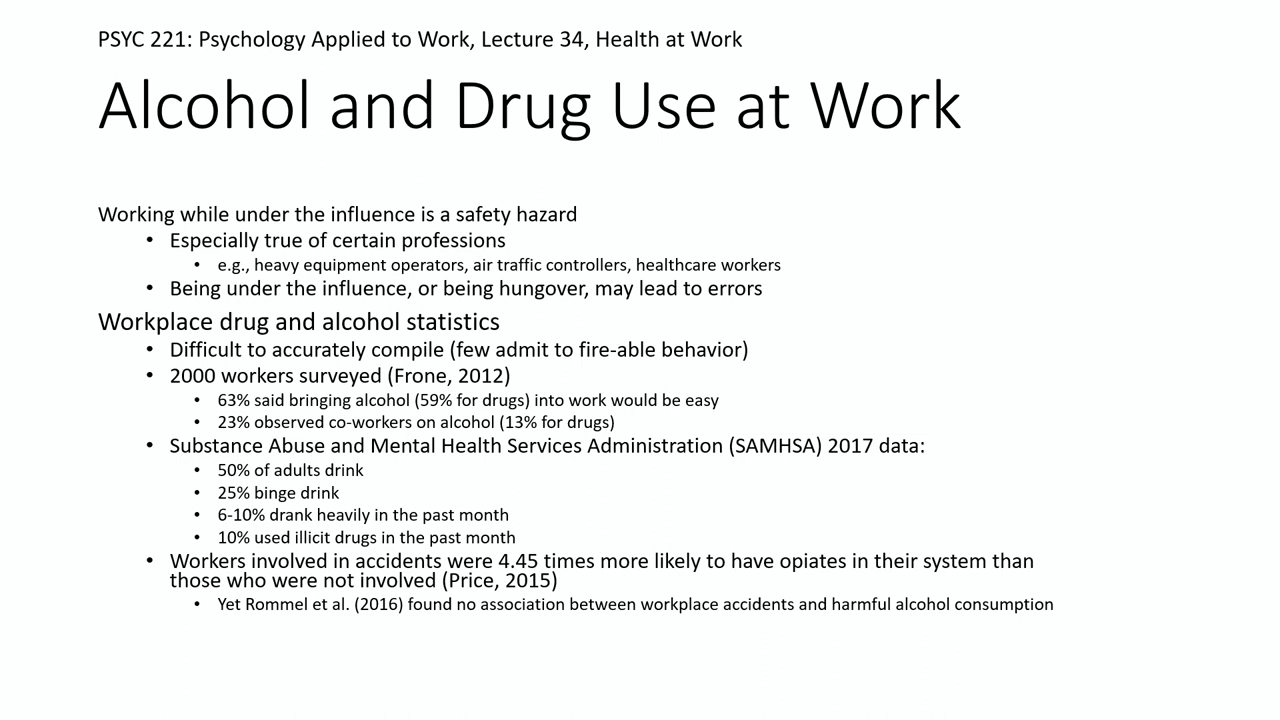 PSYC 221: Psychology Applied to Work, Lecture 34, Health at Work
Alcohol and Drug Use at Work
Working while under the influence is a safety hazard
• Especially true of certain professions
• e.g., heavy equipment operators, air traffic controllers, healthcare workers
• Being under the influence, or being hungover, may lead to errors
Workplace drug and alcohol statistics
• Difficult to accurately compile (few admit to fire-able behavior)
• 2000 workers surveyed (Frone, 2012)
• 63% said bringing alcohol (59% for drugs) into work would be easy
• 23% observed co-workers on alcohol (13% for drugs)
• Substance Abuse and Mental Health Services Administration (SAMHSA) 2017 data:
• 50% of adults drink
• 25% binge drink
• 6-10% drank heavily in the past month
• 10% used illicit drugs in the past month
• Workers involved in accidents were 4.45 times more likely to have opiates in their system than
those who were not involved (Price, 2015)
• Yet Rommel et al. (2016) found no association between workplace accidents and harmful alcohol consumption